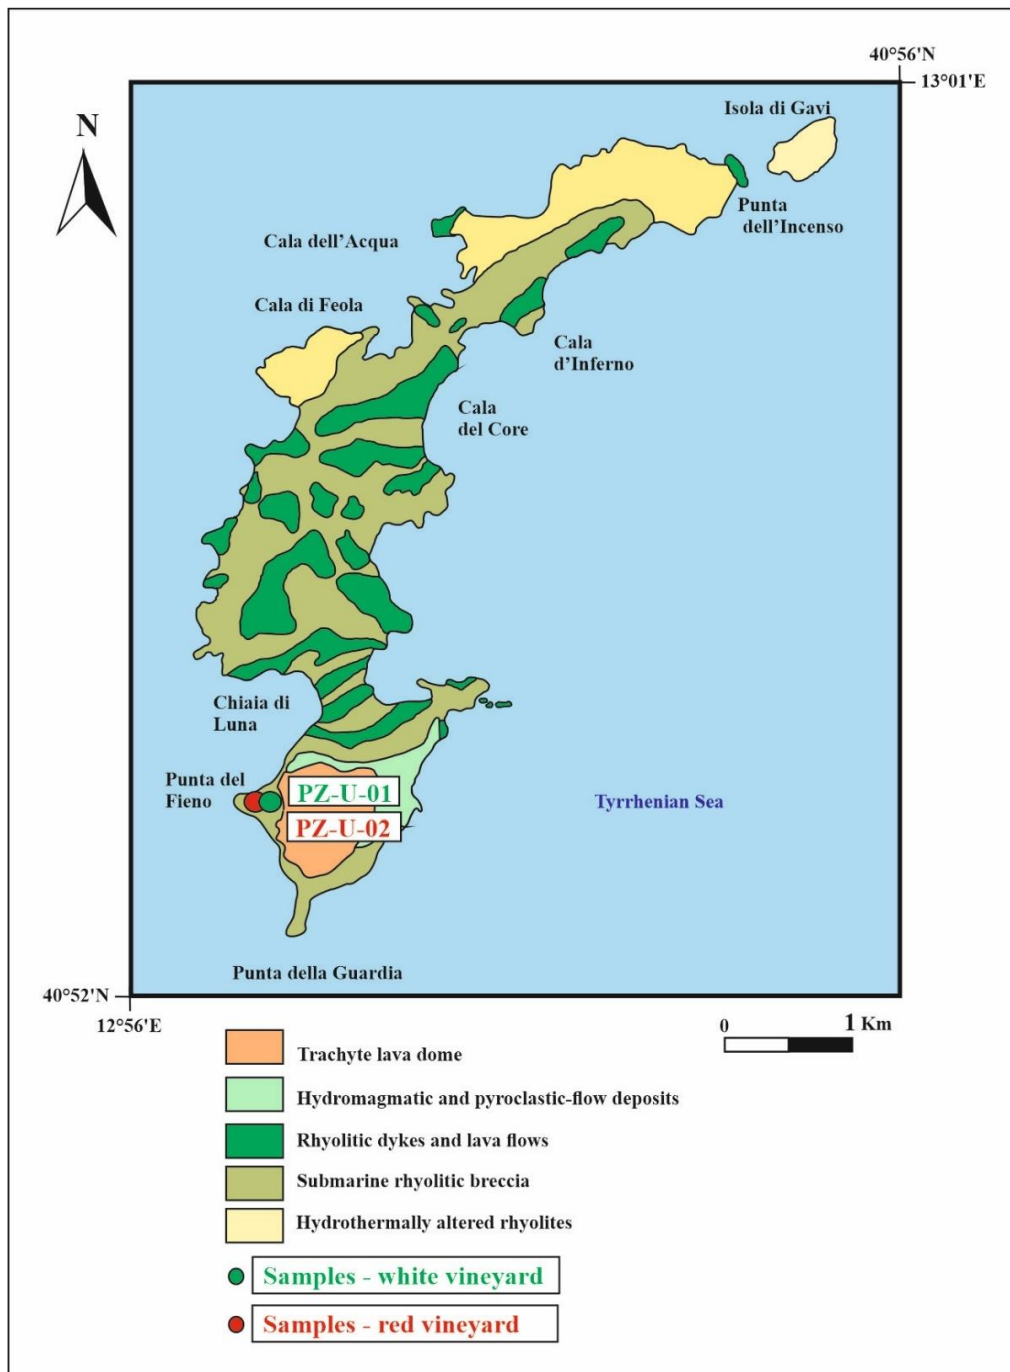 40°56'N
13°01'E
Isola di Gavi
N
Punta
dell'Incenso
Cala dell'Acqua
Cala di Feola
Cala
d'Inferno
Cala
del Core
Chiaia di
Luna
Punta del
Fieno
PZ-U-01
PZ-U-02
Tyrrhenian Sea
Punta della Guardia
40°52'N
12°56'E
0 1 Km
Trachyte lava dome
Hydromagmatic and pyroclastic-flow deposits
Rhyolitic dykes and lava flows
Submarine rhyolitic breccia
Hydrothermally altered rhyolites
Samples - white vineyard
Samples - red vineyard